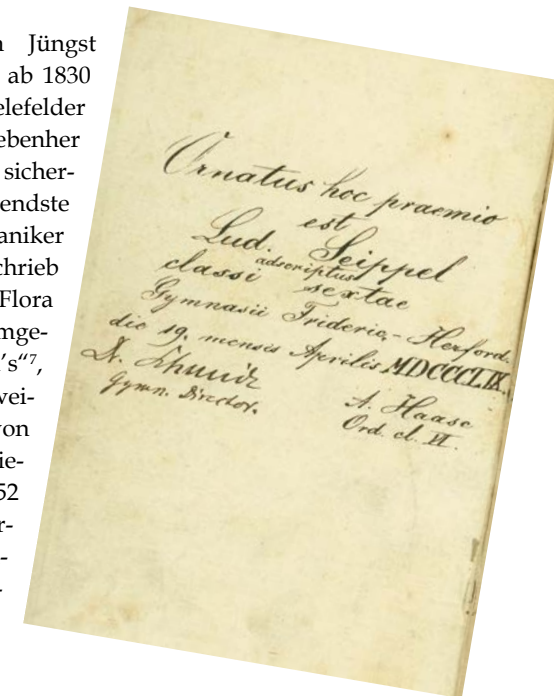 Jüngst
ab 1830
elefelder
ebenher
sicher-
endste
aniker
chrieb
Flora
mge-
's“⁷,
wei-
von
ie-
52
r-
-
Ornatus hoc praemio
est
Lud. Seippel
adscriptus
classi sextae
Gymnasii Frideric.- Herford.
die 19. mensis Aprilis MDCCCLIX.
Schmidt
Gymn. Director.
A. Haase
Ord. cl. VI.